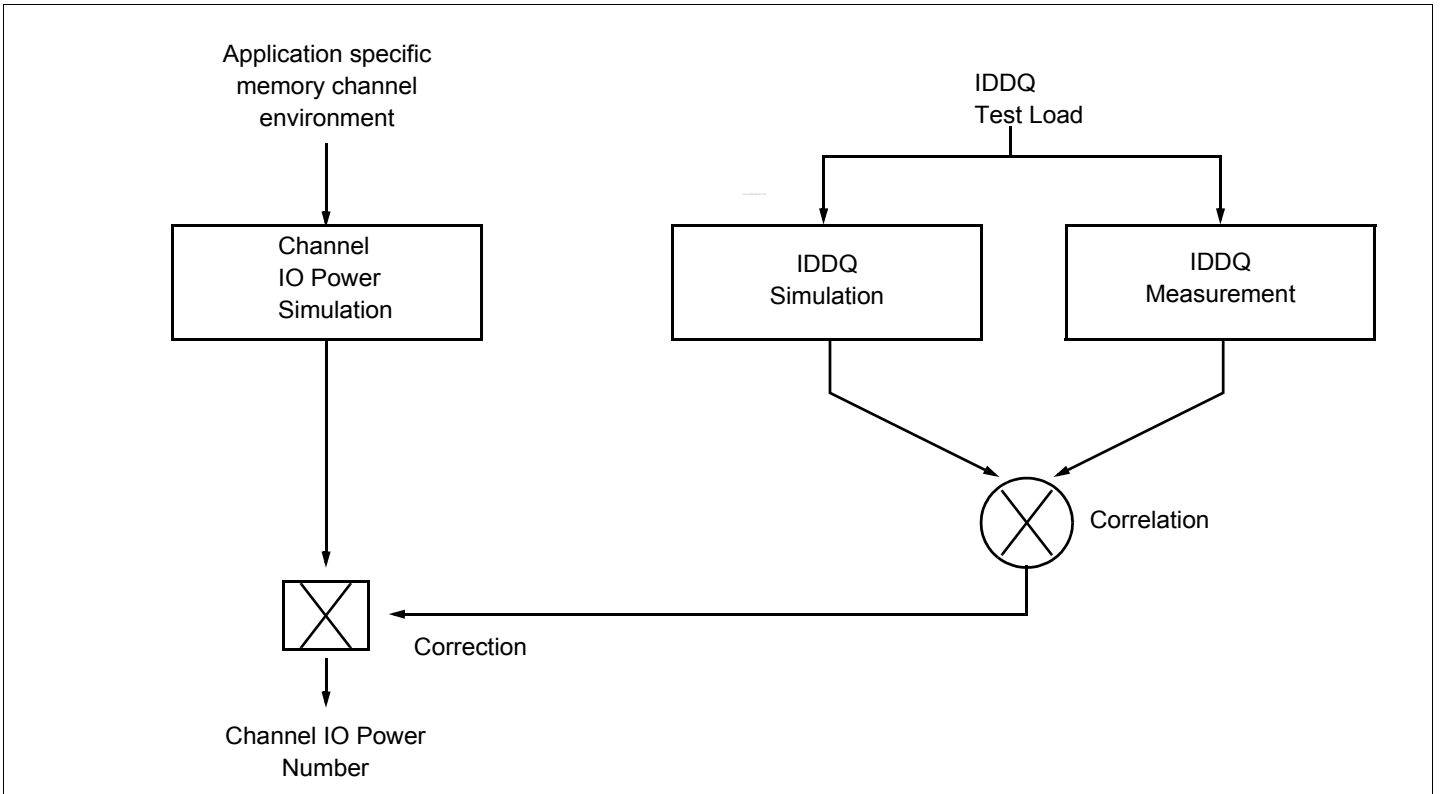 Application specific
memory channel
environment
IDDQ
Test Load
Channel
IO Power
Simulation
IDDQ
Simulation
IDDQ
Measurement
Correlation
Correction
Channel IO Power
Number